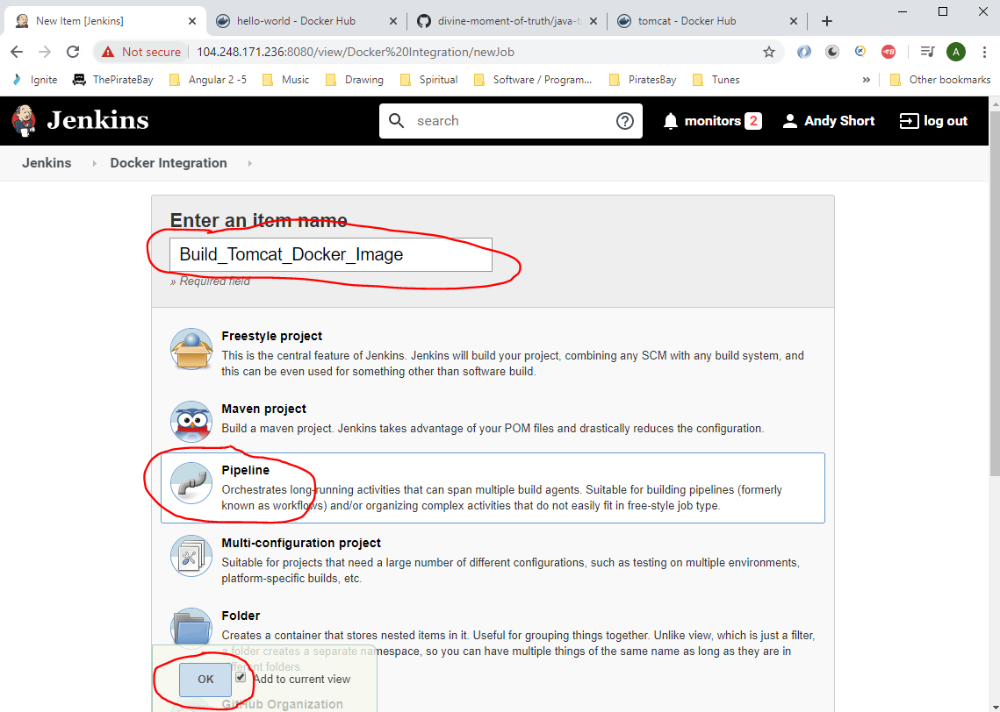 New Item [Jenkins]
hello-world - Docker Hub
divine-moment-of-truth/java-t
tomcat - Docker Hub
Not secure
104.248.171.236:8080/view/Docker%20Integration/newJob
A
Ignite
ThePirateBay
Angular 2 -5
Music
Drawing
Spiritual
Software / Program...
PiratesBay
Tunes
»
Other bookmarks
Jenkins
search
monitors 2
Andy Short
log out
Jenkins
Docker Integration
Enter an item name
Build_Tomcat_Docker_Image
» Required field
Freestyle project
This is the central feature of Jenkins. Jenkins will build your project, combining any SCM with any build system, and
this can be even used for something other than software build.
Maven project
Build a maven project. Jenkins takes advantage of your POM files and drastically reduces the configuration.
Pipeline
Orchestrates long-running activities that can span multiple build agents. Suitable for building pipelines (formerly
known as workflows) and/or organizing complex activities that do not easily fit in free-style job type.
Multi-configuration project
Suitable for projects that need a large number of different configurations, such as testing on multiple environments,
platform-specific builds, etc.
Folder
Creates a container that stores nested items in it. Useful for grouping things together. Unlike view, which is just a filter,
a folder creates a separate namespace, so you can have multiple things of the same name as long as they are in
different folders.
OK
Add to current view
GitHub Organization